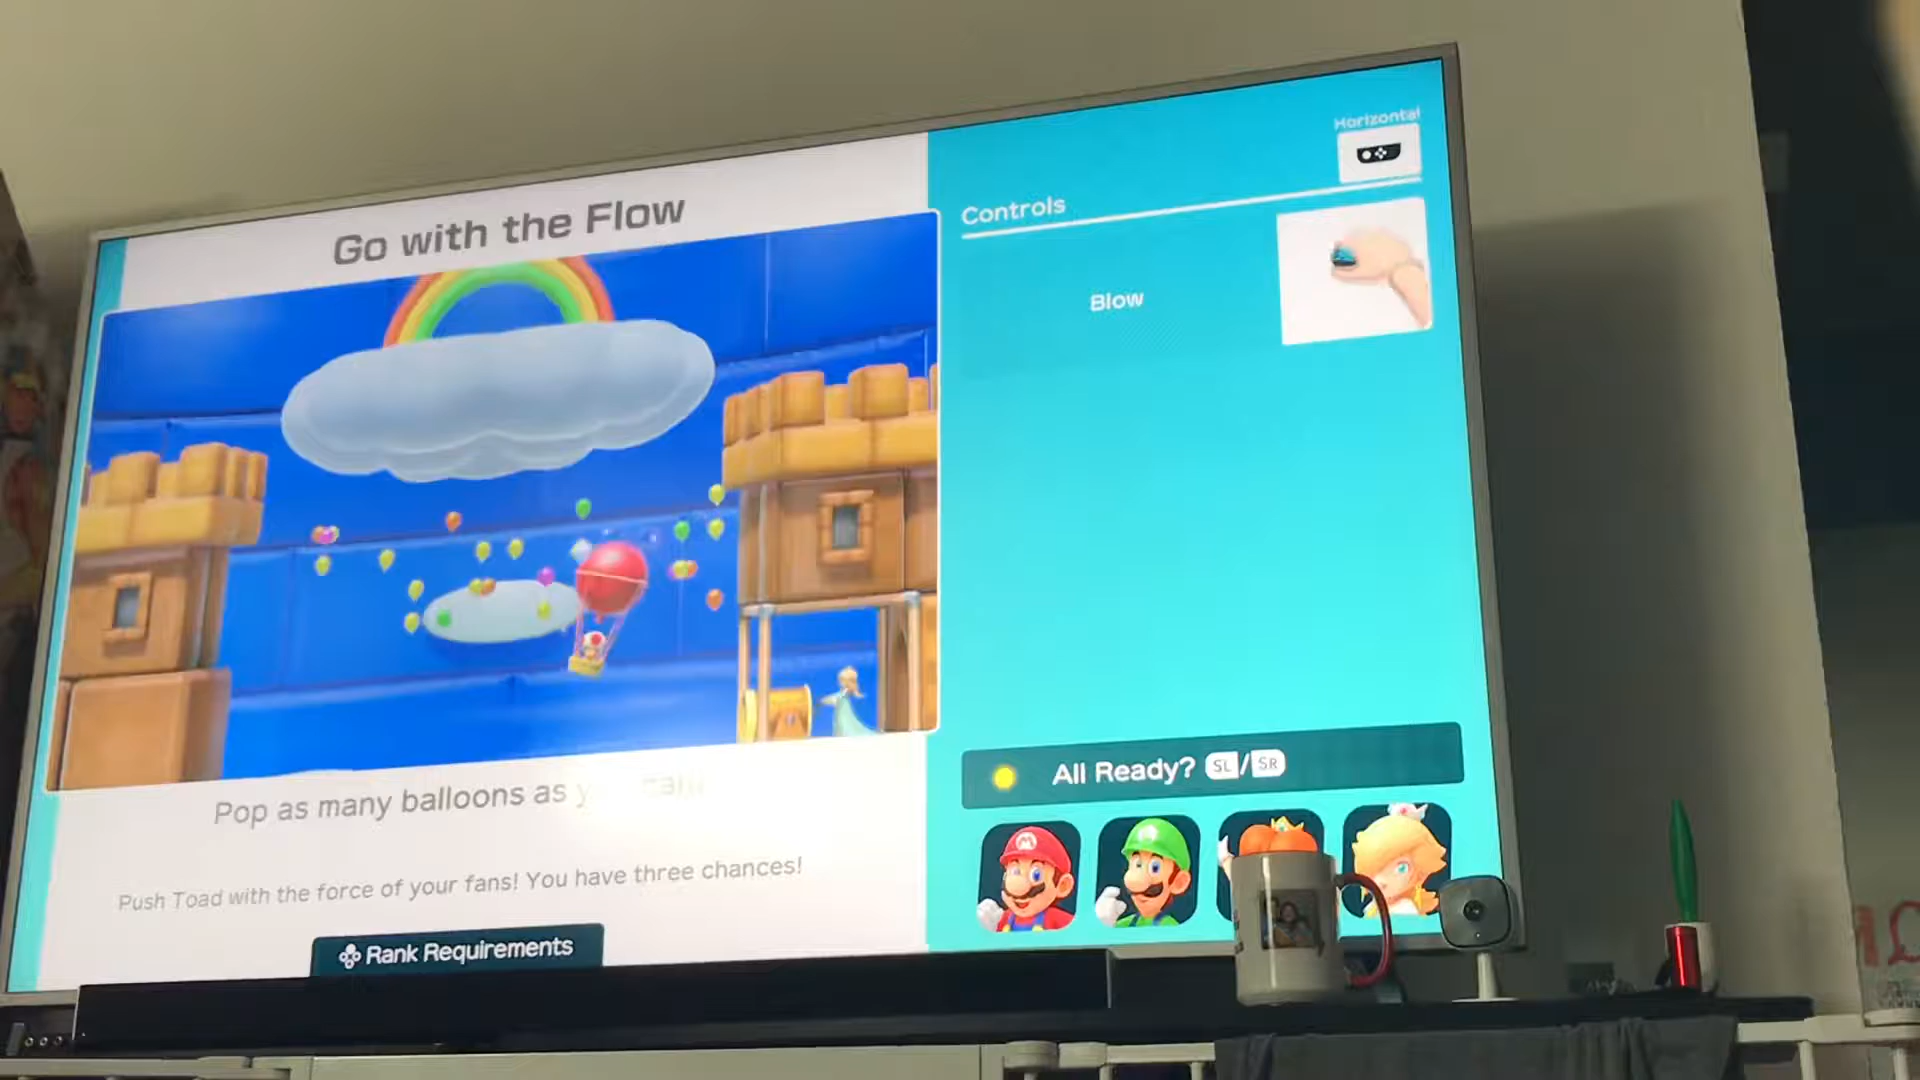 Go with the Flow
Pop as many balloons as
Push Toad with the force of your fans! You have three chances!
Rank Requirements
Horizontal
Controls
Blow
All Ready? SL/SR